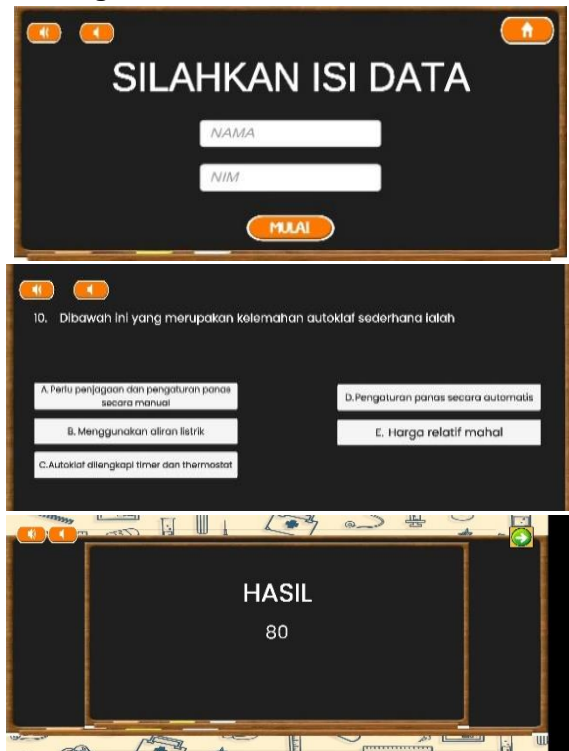 SILAHKAN ISI DATA
NAMA
NIM
MULAI
10. Dibawah ini yang merupakan kelemahan autoklaf sederhana ialah
A. Perlu penjagaan dan pengaturan panas
secara manual
B. Menggunakan aliran listrik
C.Autoklaf dilengkapi timer dan thermostat
D.Pengaturan panas secara automatis
E. Harga relatif mahal
HASIL
80